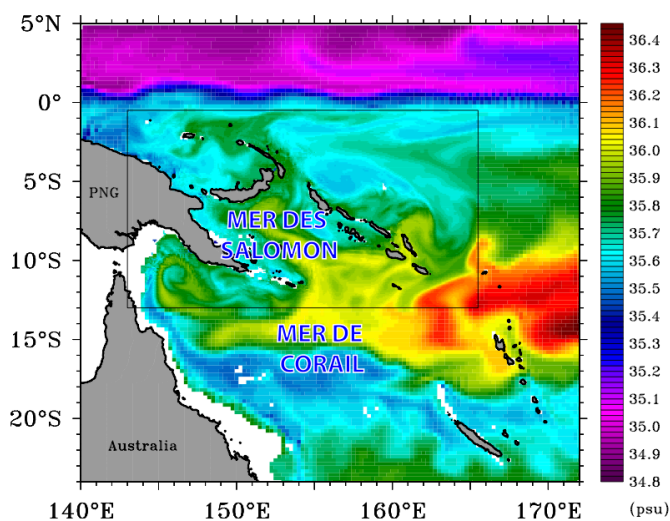 5°N
0°
5°S
10°S
15°S
20°S
140°E
150°E
160°E
170°E
PNG
MER DES
SALOMON
MER DE
CORAIL
Australia
36.4
36.3
36.2
36.1
36.0
35.9
35.8
35.7
35.6
35.5
35.4
35.3
35.2
35.1
35.0
34.9
34.8
(psu)